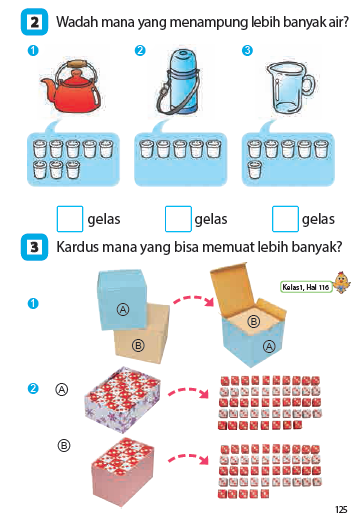 2 Wadah mana yang menampung lebih banyak air?
1 2 3
gelas gelas gelas
3 Kardus mana yang bisa memuat lebih banyak?
Kelas1, Hal 116
1 A B B A
2 A
B
125